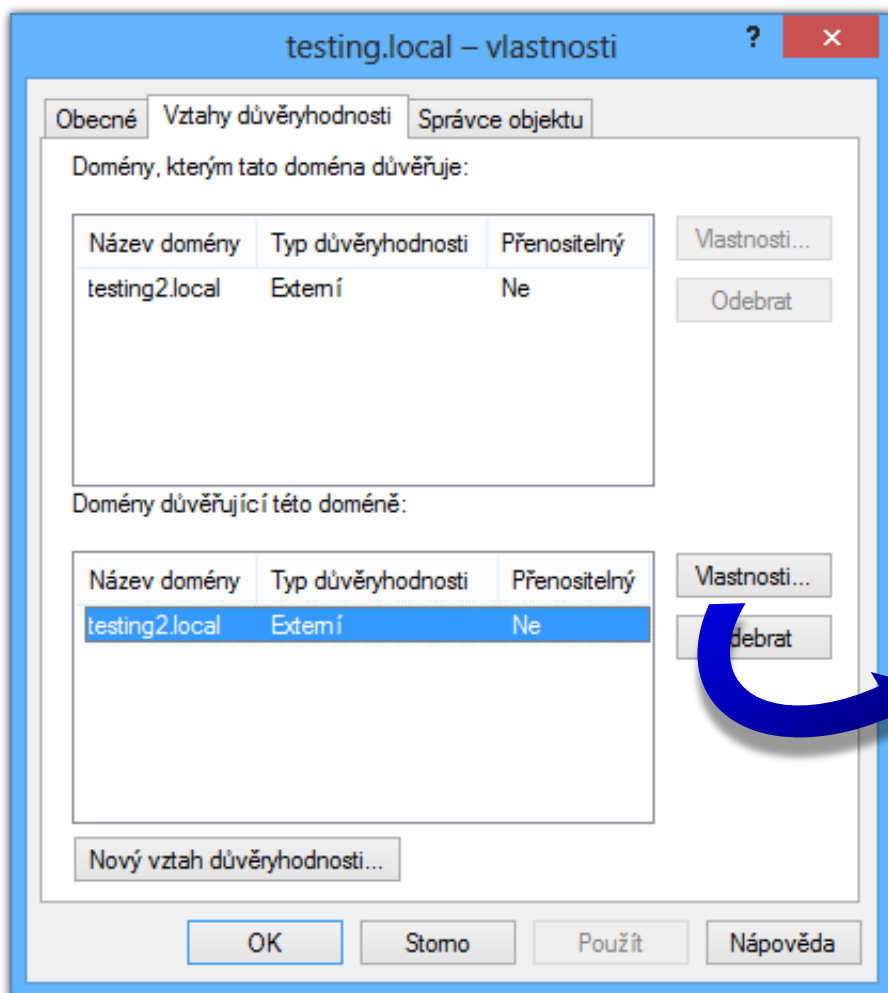 testing.local – vlastnosti ?
Obecné Vztahy důvěryhodnosti Správce objektu
Domény, kterým tato doména důvěřuje:
Název domény Typ důvěryhodnosti Přenositelný
testing2.local Externí Ne
Vlastnosti...
Odebrat
Domény důvěřující této doméně:
Název domény Typ důvěryhodnosti Přenositelný
testing2.local Externí Ne
Vlastnosti...
debrat
Nový vztah důvěryhodnosti...
OK Storno Použít Nápověda